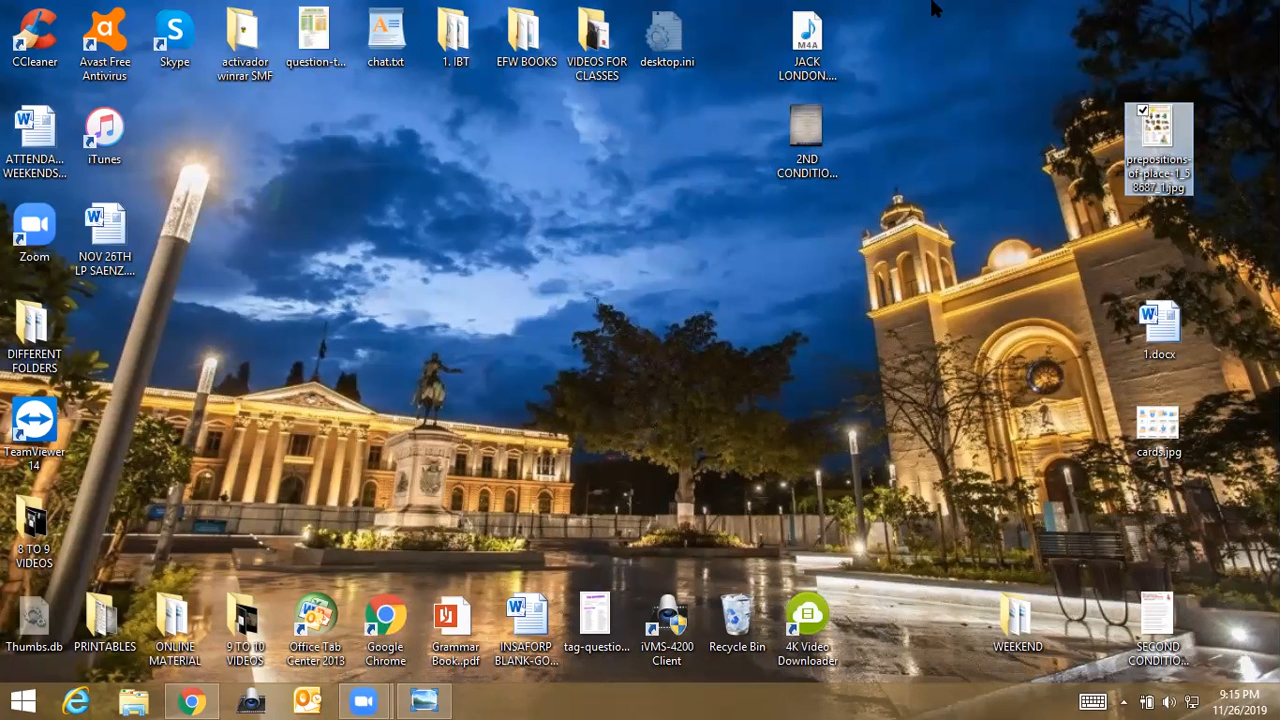 CCleaner
Avast Free
Antivirus
Skype
activador
winrar SMF
question-t...
chat.txt
1. IBT
EFW BOOKS
VIDEOS FOR
CLASSES
desktop.ini
M4A
JACK
LONDON....
ATTENDA...
WEEKENDS...
iTunes
2ND
CONDITIO...
prepositions-
of-place-1_5
8687_1.jpg
Zoom
NOV 26TH
LP SAENZ....
DIFFERENT
FOLDERS
1.docx
TeamViewer
14
cards.jpg
8 TO 9
VIDEOS
Thumbs.db
PRINTABLES
ONLINE
MATERIAL
9 TO 10
VIDEOS
Office Tab
Center 2013
Google
Chrome
Grammar
Book..pdf
INSAFORP
BLANK-GO...
tag-questio...
iVMS-4200
Client
Recycle Bin
4K Video
Downloader
WEEKEND
SECOND
CONDITIO...
9:15 PM
11/26/2019